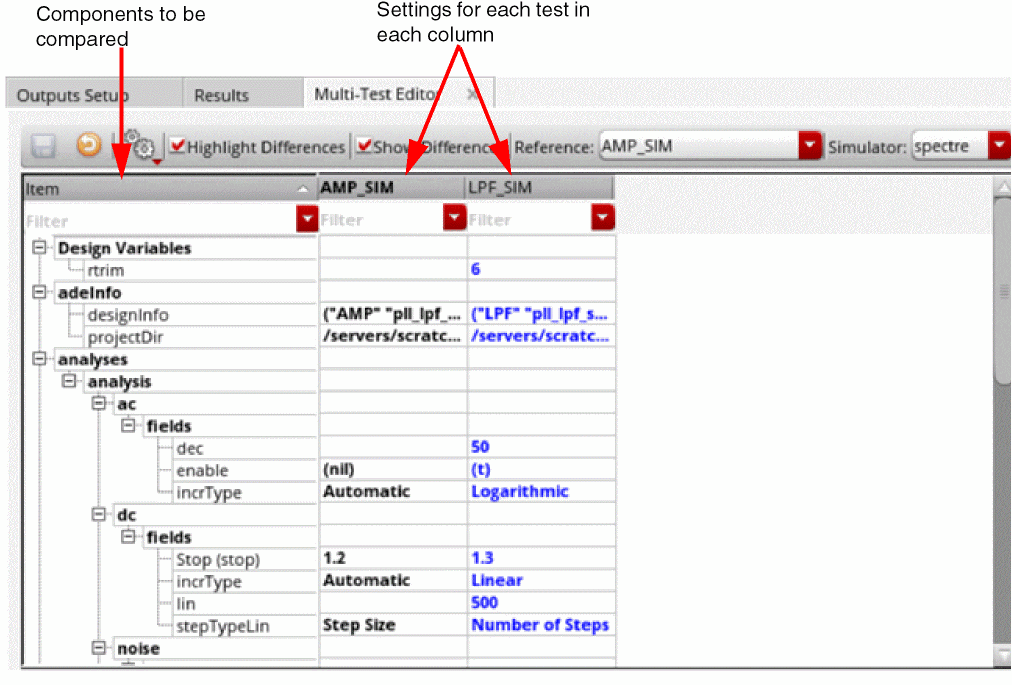 Components to be
compared
Settings for each test in
each column
Outputs Setup Results Multi-Test Editor
Highlight Differences Show Differences Reference: AMP_SIM Simulator: spectre
Item AMP_SIM LPF_SIM
Filter Filter Filter
Design Variables
rtrim 6
adeInfo
designInfo ("AMP" "pll_lpf_... ("LPF" "pll_lpf_s...
projectDir /servers/scratc... /servers/scratc...
analyses
analysis
ac
fields
dec 50
enable (nil) (t)
incrType Automatic Logarithmic
dc
fields
Stop (stop) 1.2 1.3
incrType Automatic Linear
lin 500
stepTypeLin Step Size Number of Steps
noise